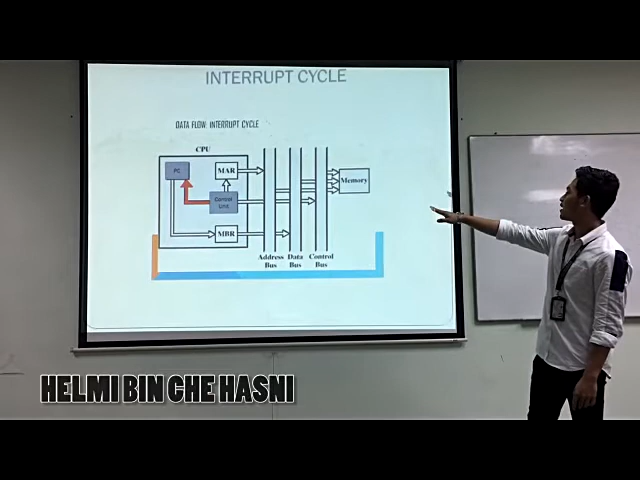 INTERRUPT CYCLE
DATA FLOW: INTERRUPT CYCLE
CPU
PC
MAR
Memory
Control
Unit
MBR
Address Data Control
Bus Bus Bus
HELMI BIN CHE HASNI